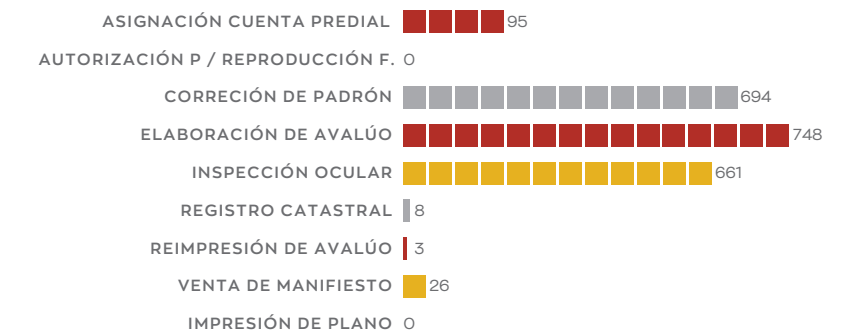 ASIGNACIÓN CUENTA PREDIAL 95
AUTORIZACIÓN P / REPRODUCCIÓN F. 0
CORRECIÓN DE PADRÓN 694
ELABORACIÓN DE AVALÚO 748
INSPECCIÓN OCULAR 661
REGISTRO CATASTRAL 8
REIMPRESIÓN DE AVALÚO 3
VENTA DE MANIFIESTO 26
IMPRESIÓN DE PLANO 0